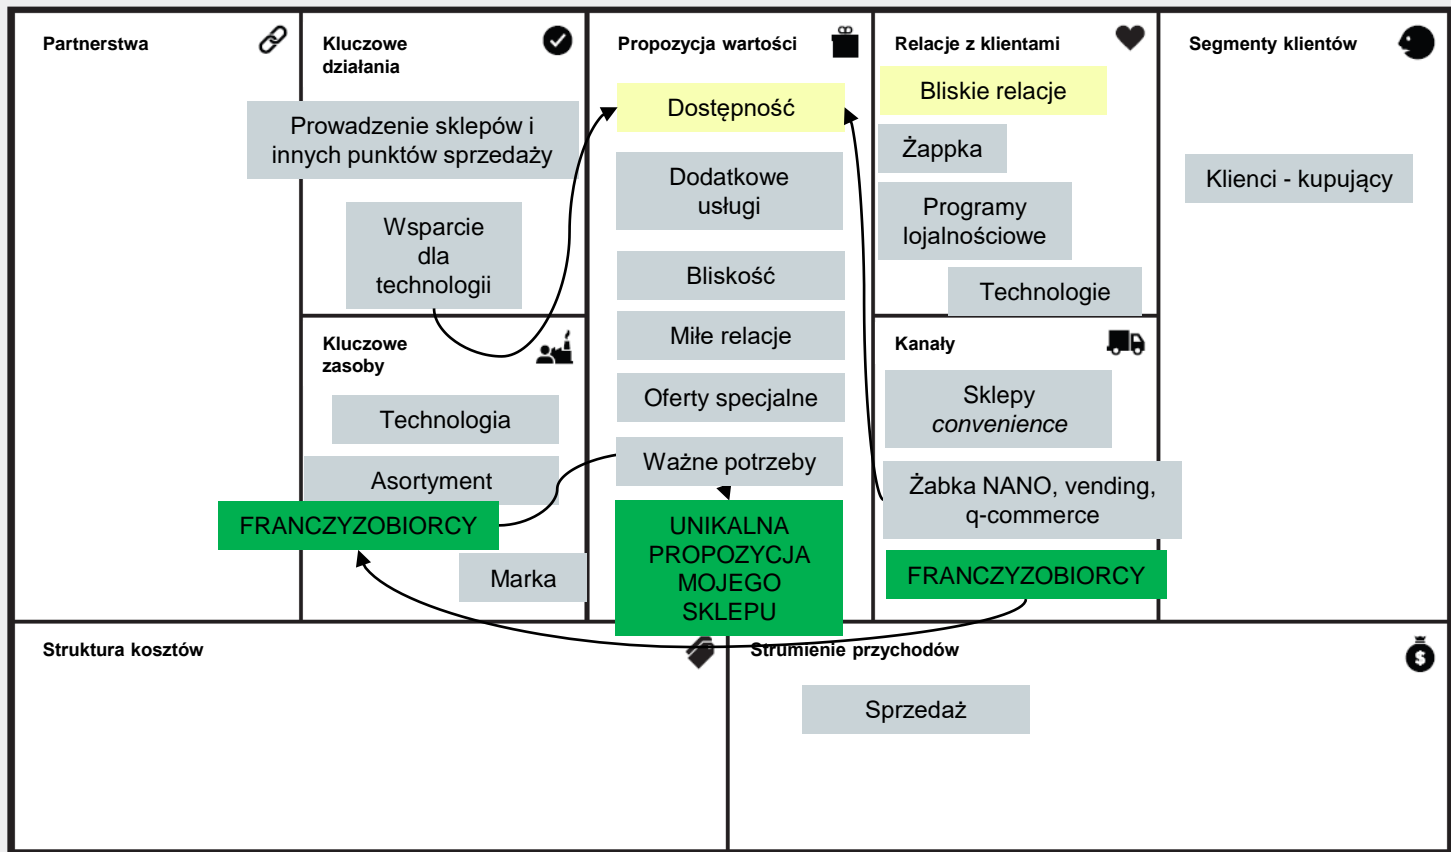 Partnerstwa
Kluczowe
działania
Prowadzenie sklepów i
innych punktów sprzedaży
Wsparcie
dla
technologii
Kluczowe
zasoby
Technologia
Asortyment
FRANCZYZOBIORCY
Marka
Propozycja wartości
Dostępność
Dodatkowe
usługi
Bliskość
Miłe relacje
Oferty specjalne
Ważne potrzeby
UNIKALNA
PROPOZYCJA
MOJEGO
SKLEPU
Relacje z klientami
Bliskie relacje
Żappka
Programy
lojalnościowe
Technologie
Kanały
Sklepy
convenience
Żabka NANO, vending,
q-commerce
FRANCZYZOBIORCY
Segmenty klientów
Klienci - kupujący
Struktura kosztów
Strumienie przychodów
$
Sprzedaż